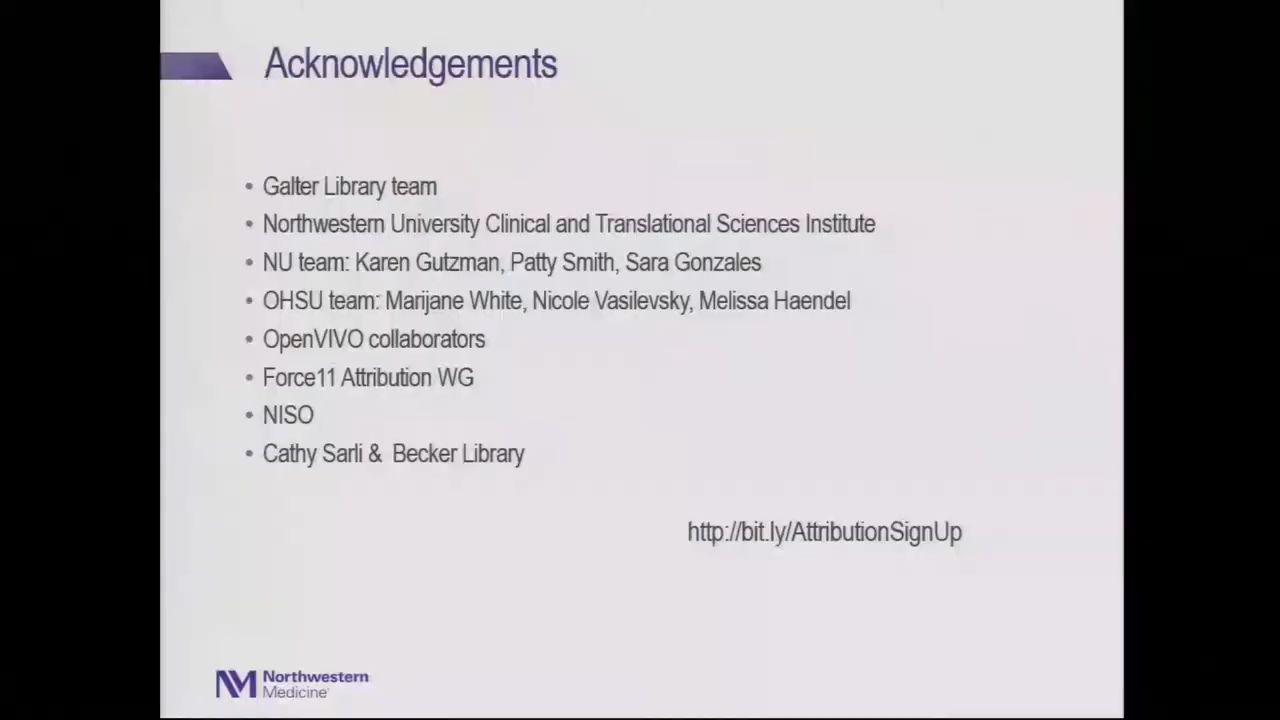 Acknowledgements
• Galter Library team
• Northwestern University Clinical and Translational Sciences Institute
• NU team: Karen Gutzman, Patty Smith, Sara Gonzales
• OHSU team: Marijane White, Nicole Vasilevsky, Melissa Haendel
• OpenVIVO collaborators
• Force11 Attribution WG
• NISO
• Cathy Sarli & Becker Library
http://bit.ly/AttributionSignUp
NM Northwestern
Medicine